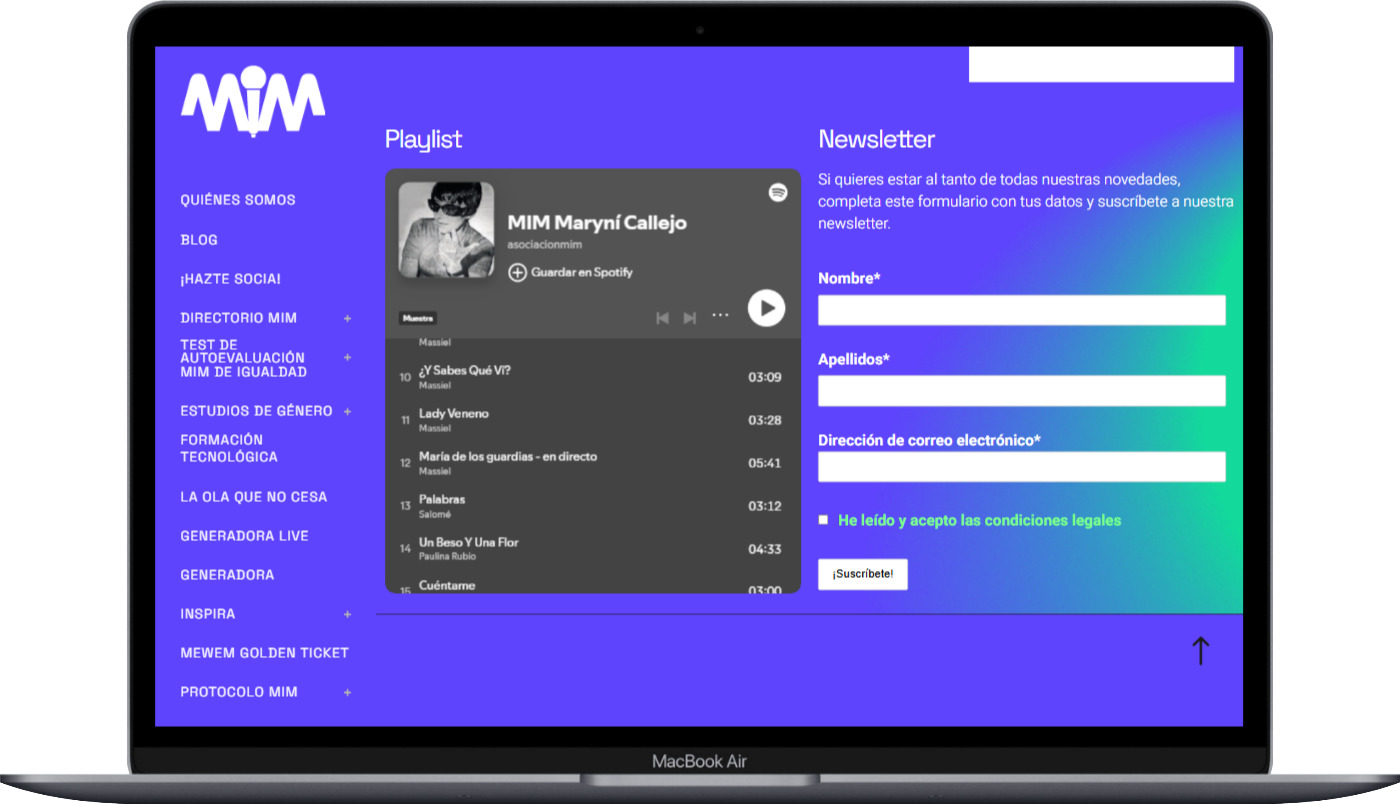 MiM
QUIÉNES SOMOS
BLOG
¡HAZTE SOCIA!
DIRECTORIO MIM +
TEST DE
AUTOEVALUACIÓN +
MIM DE IGUALDAD
ESTUDIOS DE GÉNERO +
FORMACIÓN
TECNOLÓGICA
LA OLA QUE NO CESA
GENERADORA LIVE
GENERADORA
INSPIRA +
MEWEM GOLDEN TICKET
PROTOCOLO MIM +
Playlist
MIM Maryní Callejo
asociacionmim
Guardar en Spotify
Muestra
Massiel
10 ¿Y Sabes Qué Ví? 03:09
Massiel
11 Lady Veneno 03:28
Massiel
12 María de los guardias - en directo 05:41
Massiel
13 Palabras 03:12
Salomé
14 Un Beso Y Una Flor 04:33
Paulina Rubio
15 Cuéntame 03:00
Newsletter
Si quieres estar al tanto de todas nuestras novedades,
completa este formulario con tus datos y suscríbete a nuestra
newsletter.
Nombre*
Apellidos*
Dirección de correo electrónico*
He leído y acepto las condiciones legales
¡Suscríbete!
MacBook Air